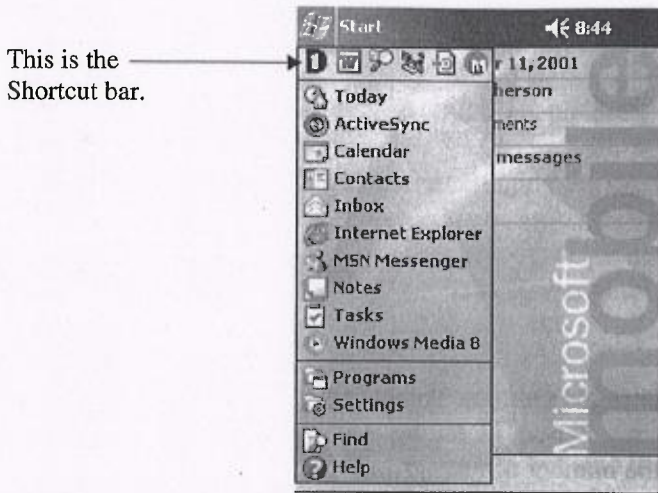 Start 8:44
This is the
Shortcut bar.
r 11, 2001
Today
herson
ActiveSync
ments
Calendar
messages
Contacts
Inbox
Internet Explorer
MSN Messenger
Notes
Tasks
Windows Media 8
Programs
Settings
Find
Help
Microsoft
mobile